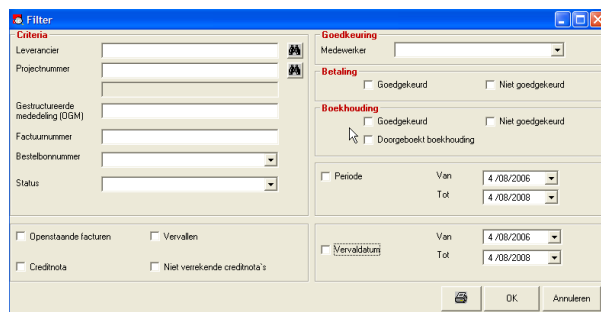 Filter
Criteria
Leverancier
Projectnummer
Gestructureerde
mededeling (OGM)
Factuurnummer
Bestelbonnummer
Status
Goedkeuring
Medewerker
Betaling
Goedgekeurd Niet goedgekeurd
Boekhouding
Goedgekeurd Niet goedgekeurd
Doorgeboekt boekhouding
Periode Van 4 /08/2006
Tot 4 /08/2008
Openstaande facturen Vervallen
Creditnota Niet verrekende creditnota's
Vervaldatum Van 4 /08/2006
Tot 4 /08/2008
OK Annuleren